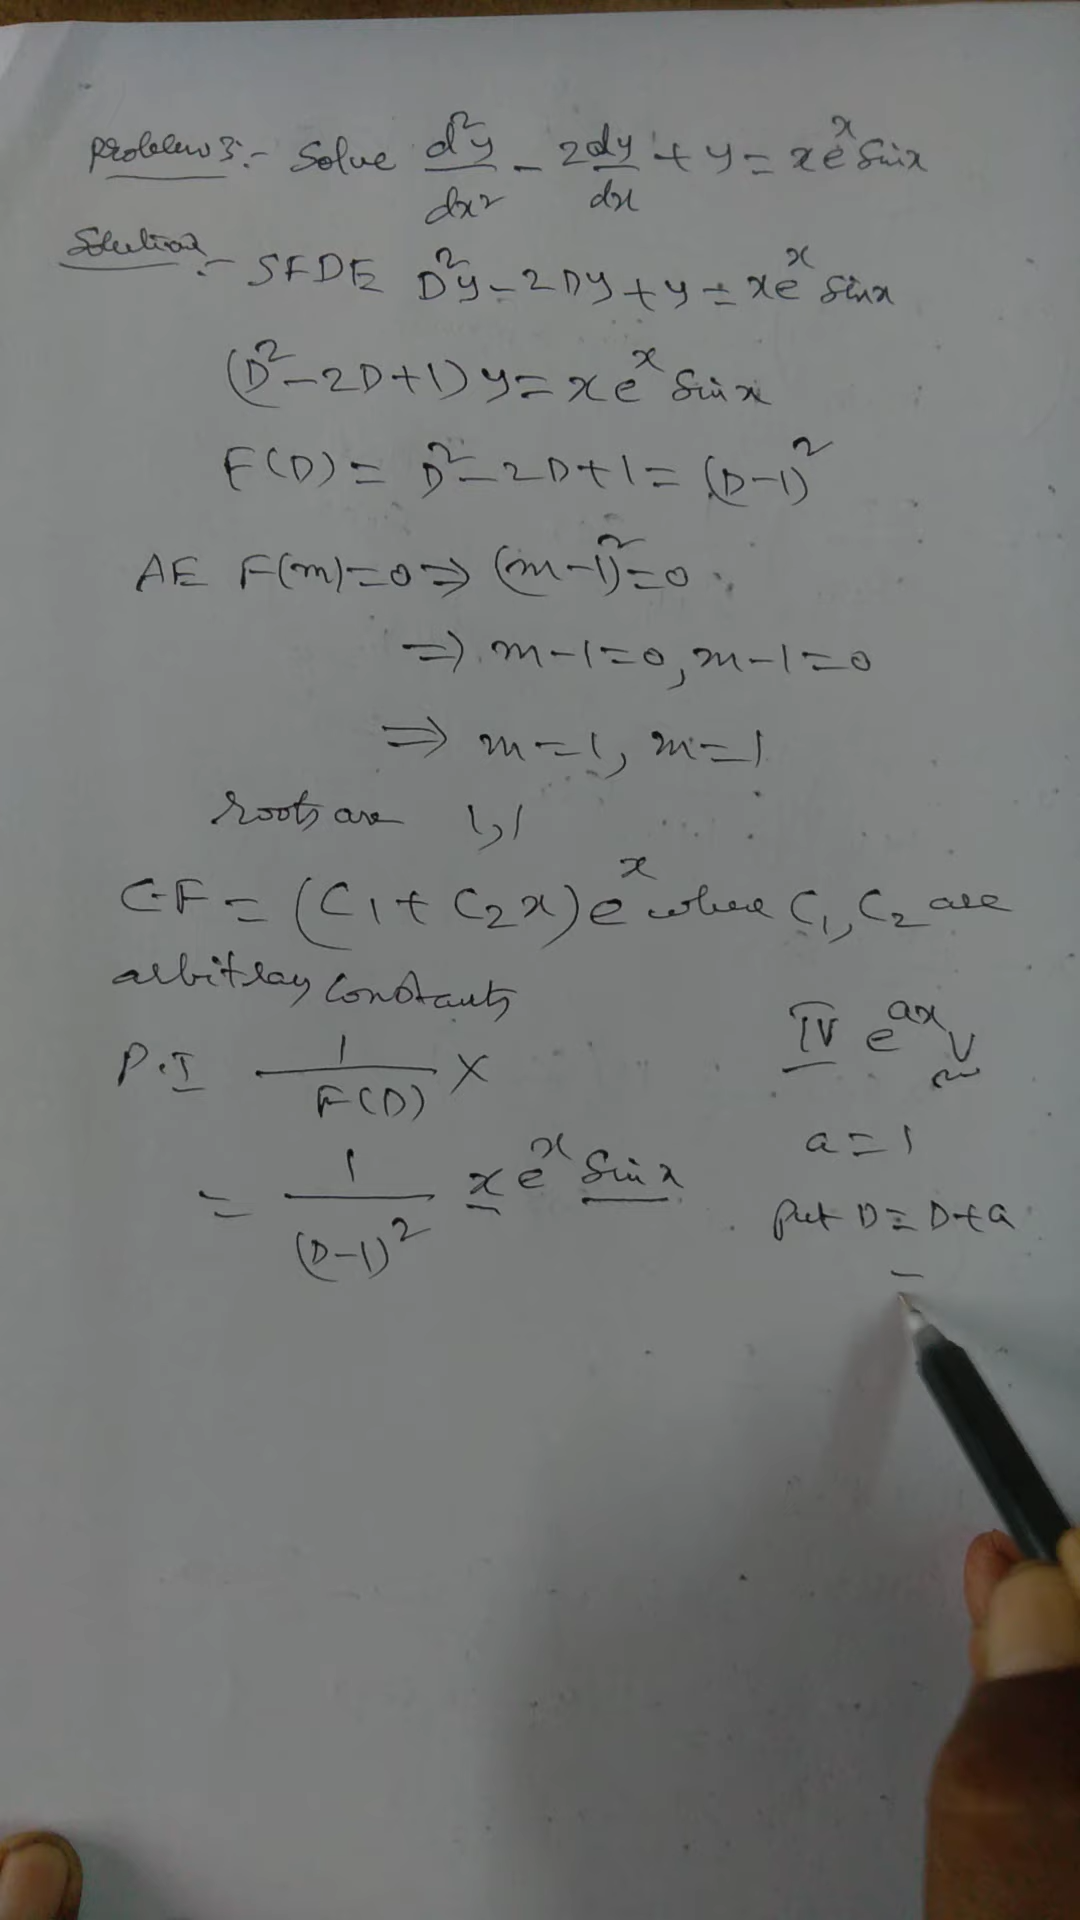 Problem 3:- Solve d²y/dx² - 2dy/dx + y = xe^x Sinx
Solution:- SFDE D²y - 2Dy + y = xe^x Sinx
(D² - 2D + 1) y = xe^x Sinx
F(D) = D² - 2D + 1 = (D-1)²
AE F(m) = 0 ⇒ (m-1)² = 0
⇒ m-1=0, m-1=0
⇒ m=1, m=1
roots are 1,1
C.F = (C₁ + C₂x)e^x where C₁, C₂ are
arbitray constants
P.I 1/F(D) X
= 1/(D-1)² xe^x Sinx
IV e^ax V
a=1
Put D = D+a
=